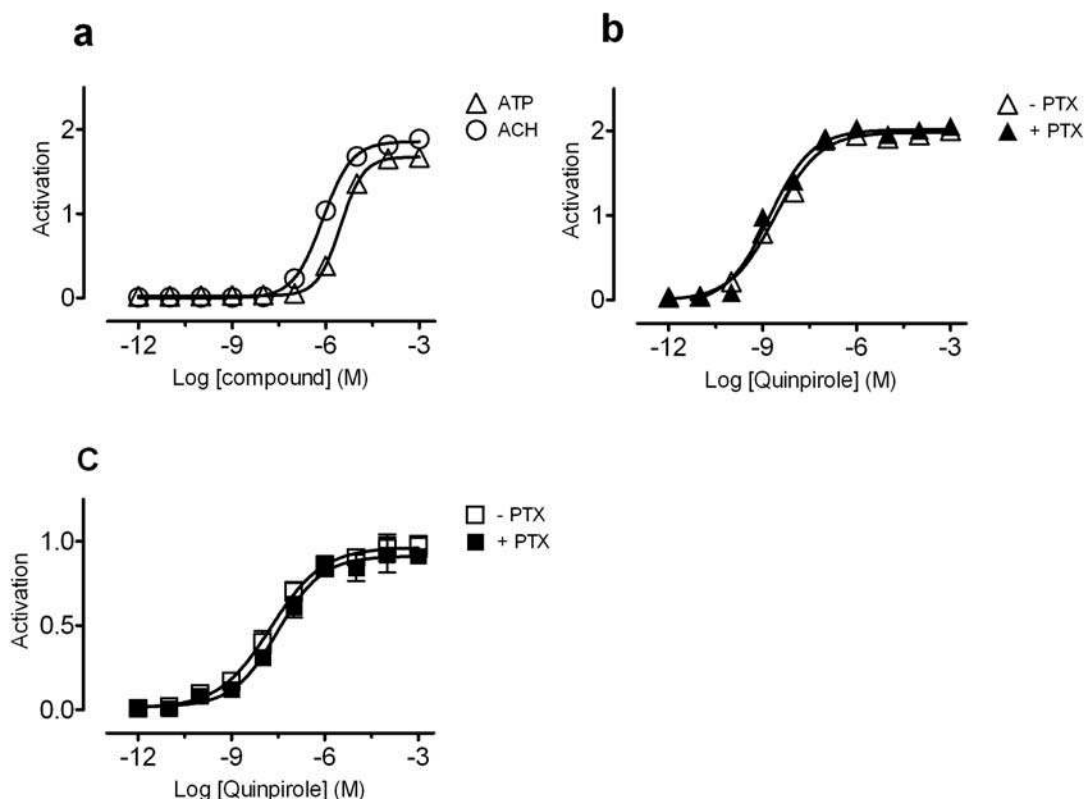 a
2
1
0
Activation
-12
-9
-6
-3
Log [compound] (M)
ATP
ACH
b
2
1
0
Activation
-12
-9
-6
-3
Log [Quinpirole] (M)
- PTX
+ PTX
c
1.0
0.5
0.0
Activation
-12
-9
-6
-3
Log [Quinpirole] (M)
- PTX
+ PTX